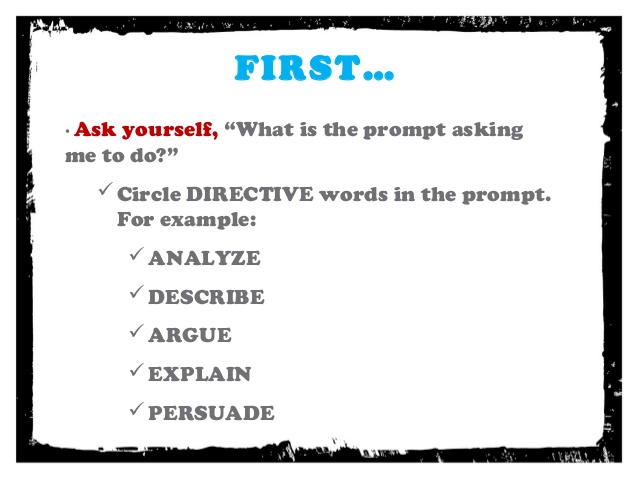 FIRST…
· Ask yourself, “What is the prompt asking
me to do?”
✓ Circle DIRECTIVE words in the prompt.
For example:
✓ ANALYZE
✓ DESCRIBE
✓ ARGUE
✓ EXPLAIN
✓ PERSUADE